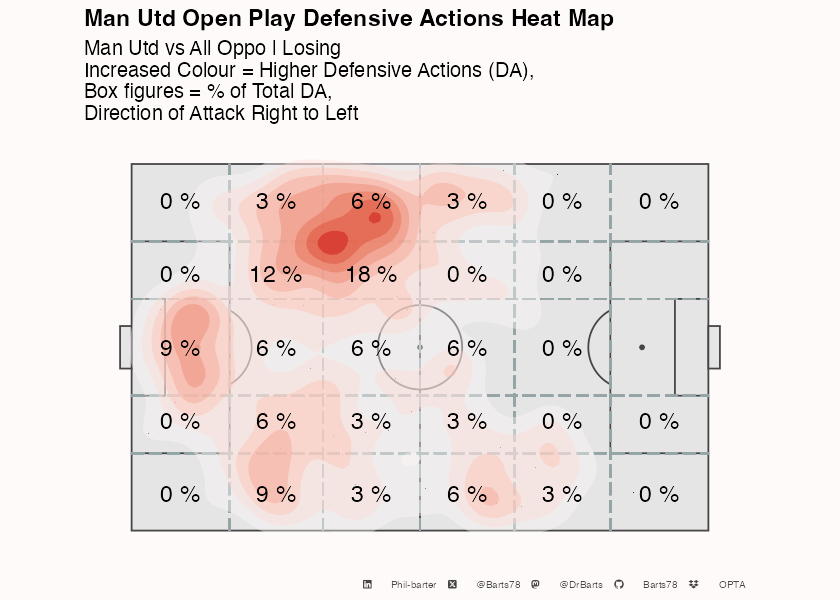 Man Utd Open Play Defensive Actions Heat Map
Man Utd vs All Oppo | Losing
Increased Colour = Higher Defensive Actions (DA),
Box figures = % of Total DA,
Direction of Attack Right to Left
0 % 3 % 6 % 3 % 0 % 0 %
0 % 12 % 18 % 0 % 0 %
9 % 6 % 6 % 6 % 0 %
0 % 6 % 3 % 3 % 0 % 0 %
0 % 9 % 3 % 6 % 3 % 0 %
Phil-barter @Barts78 @DrBarts Barts78 OPTA